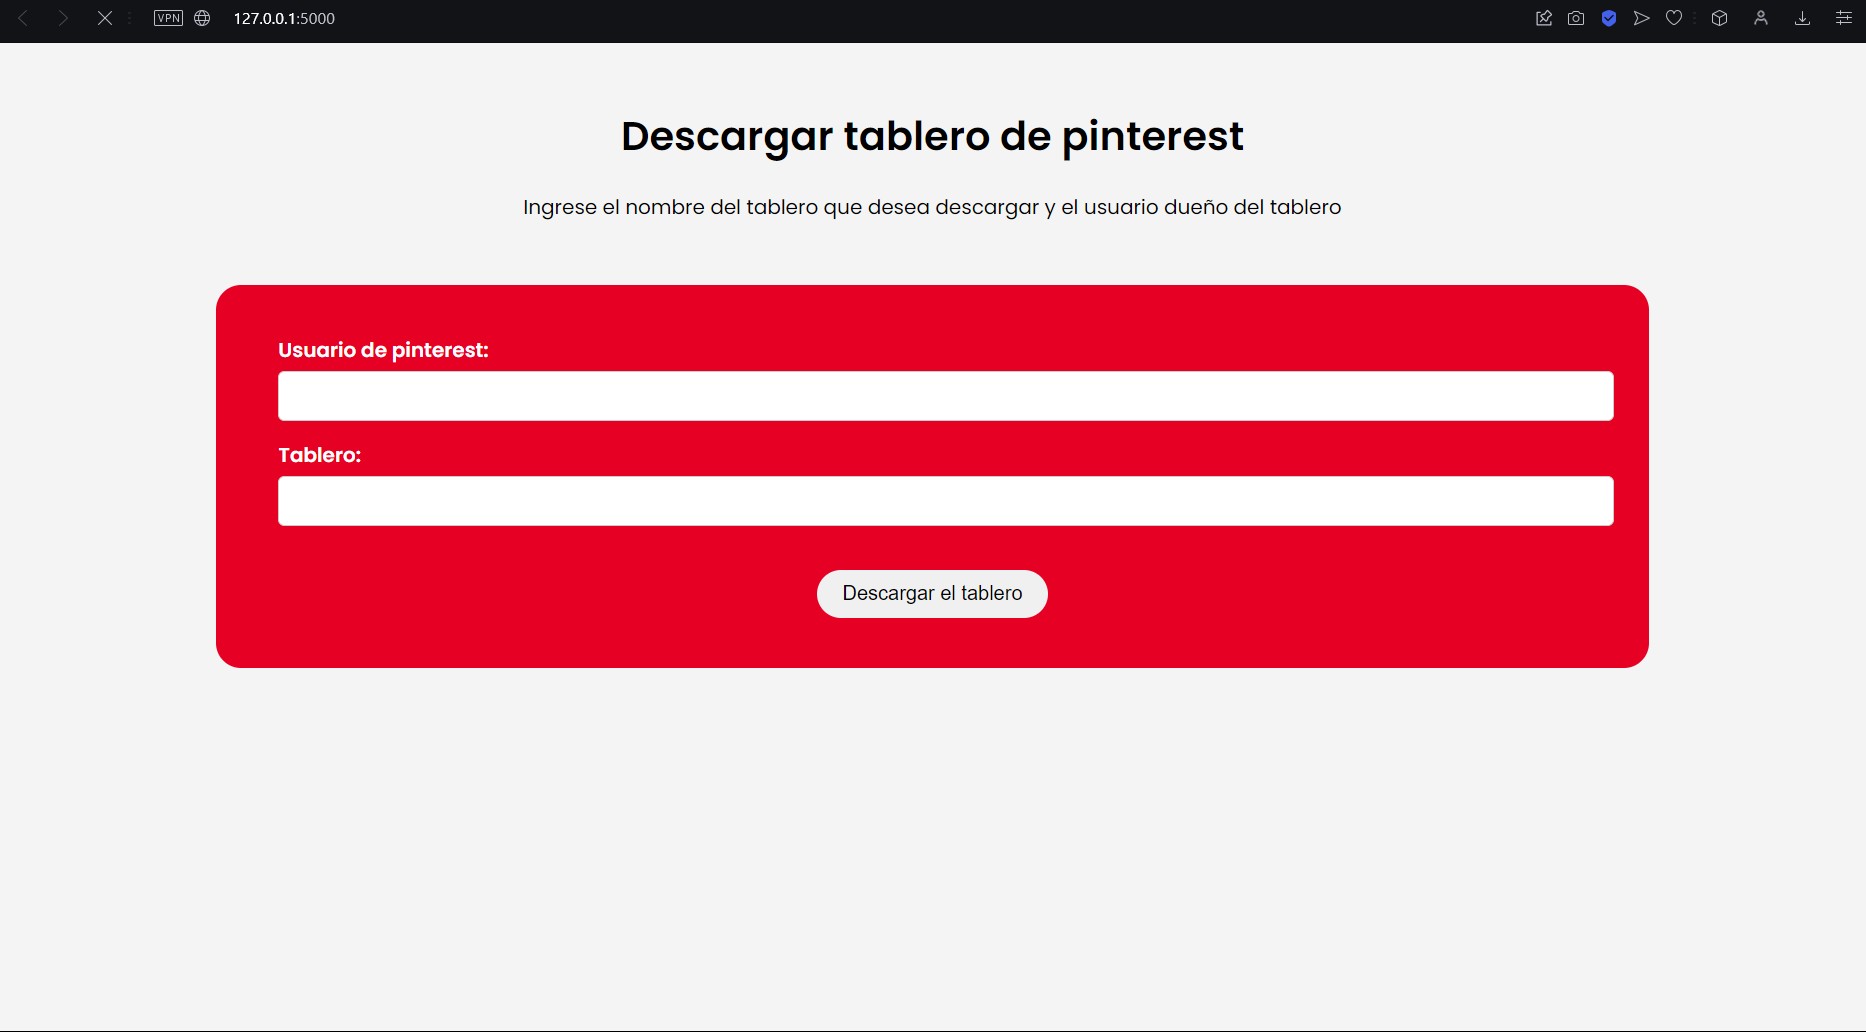 VPN 127.0.0.1:5000
Descargar tablero de pinterest
Ingrese el nombre del tablero que desea descargar y el usuario dueño del tablero
Usuario de pinterest:
Tablero:
Descargar el tablero